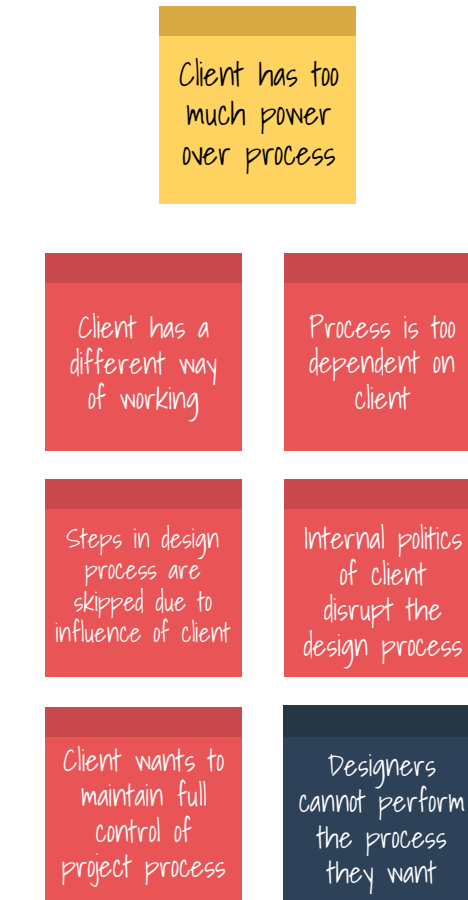 Client has too
much power
over process
Client has a
different way
of working
Process is too
dependent on
client
Steps in design
process are
skipped due to
influence of client
Internal politics
of client
disrupt the
design process
Client wants to
maintain full
control of
project process
Designers
cannot perform
the process
they want